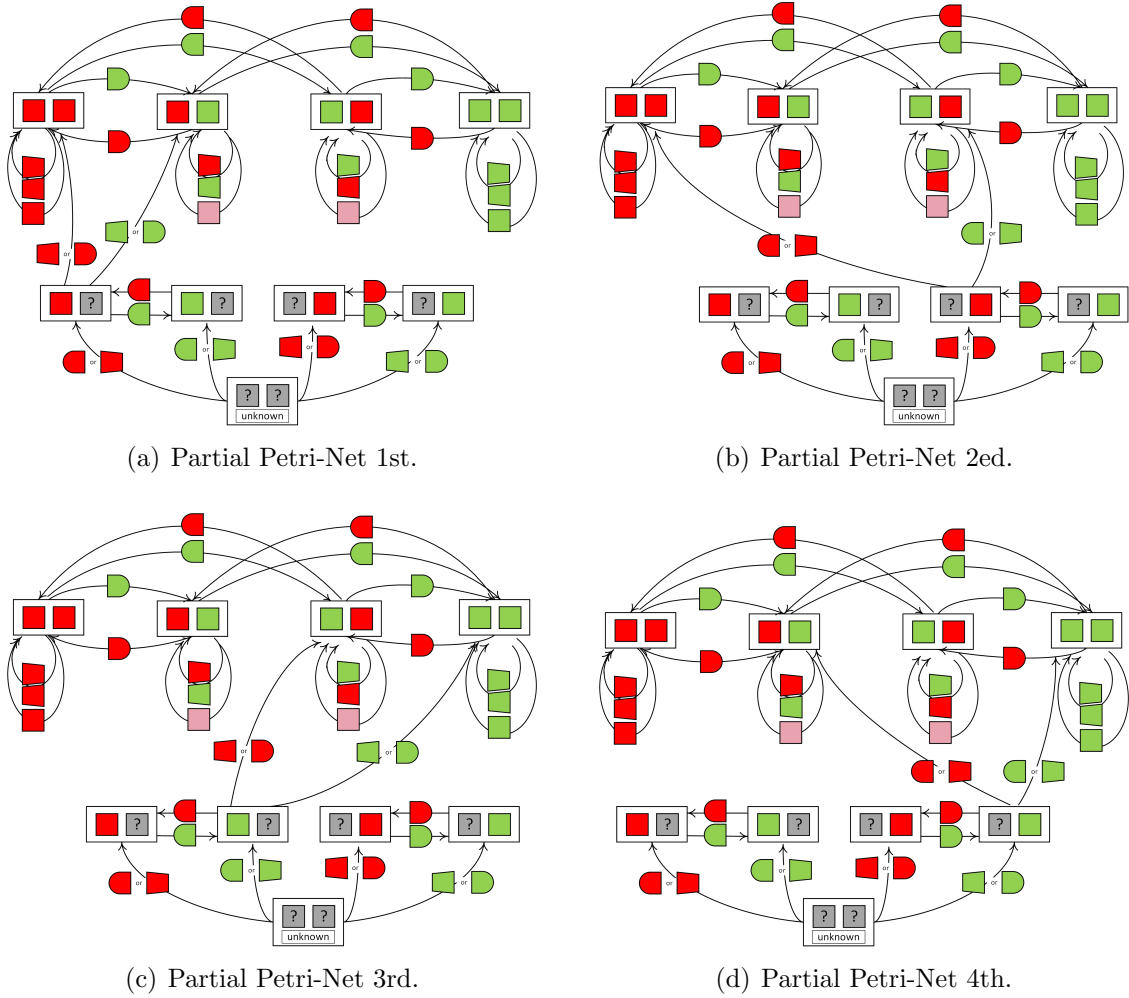 or or
? ?
? ?
or or or or
? ?
unknown
(a) Partial Petri-Net 1st.
or or
? ?
? ?
or or or or
? ?
unknown
(b) Partial Petri-Net 2ed.
or or
? ?
? ?
or or or or
? ?
unknown
(c) Partial Petri-Net 3rd.
or or
? ?
? ?
or or or or
? ?
unknown
(d) Partial Petri-Net 4th.